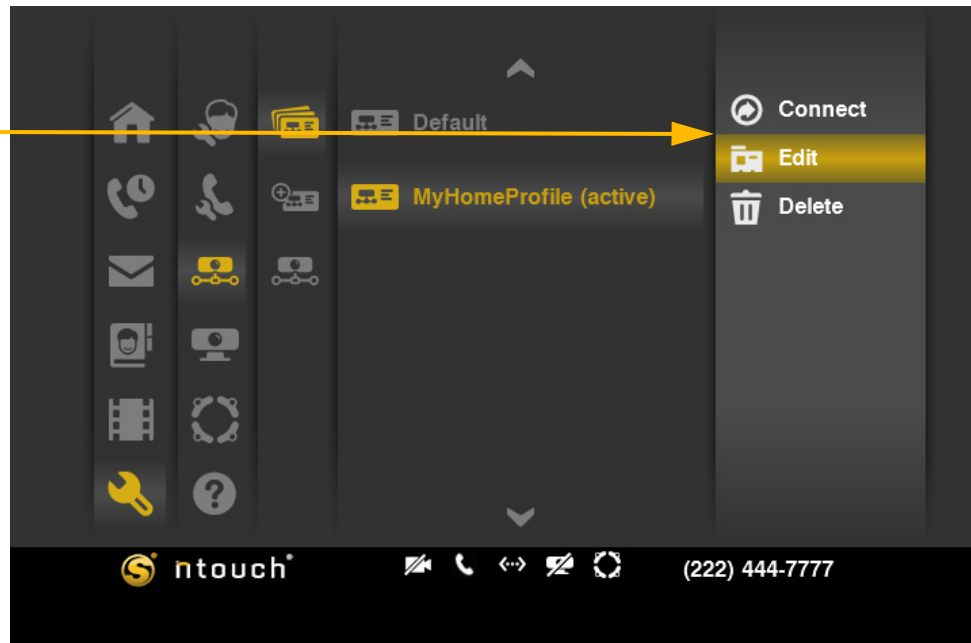 Default
MyHomeProfile (active)
Connect
Edit
Delete
ntouch®
(222) 444-7777